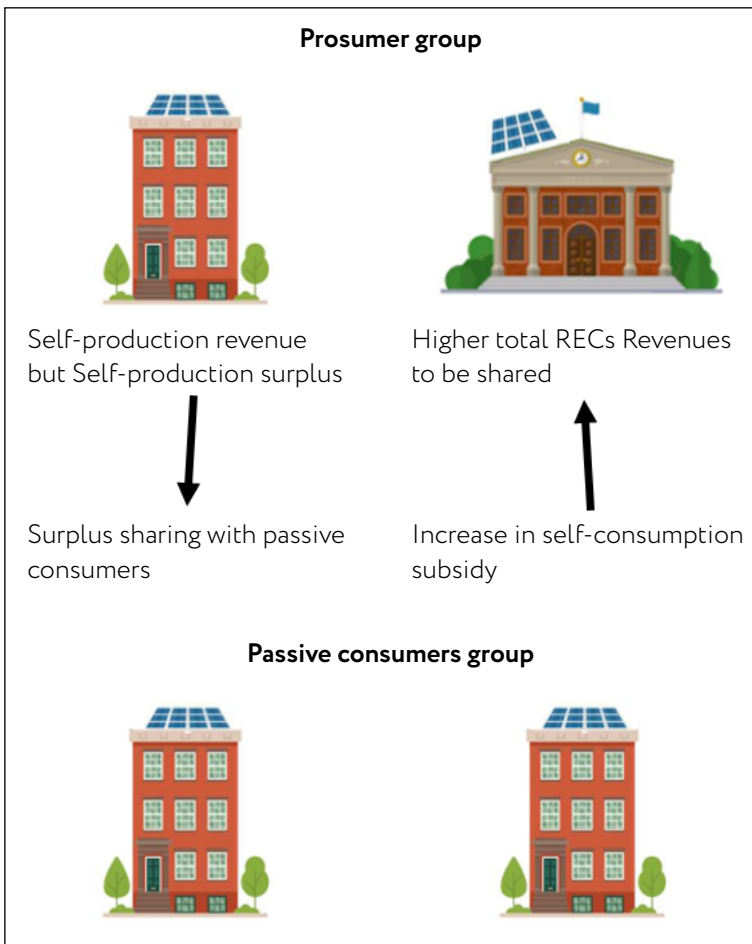 Prosumer group
Self-production revenue
but Self-production surplus
Higher total RECs Revenues
to be shared
Surplus sharing with passive
consumers
Increase in self-consumption
subsidy
Passive consumers group